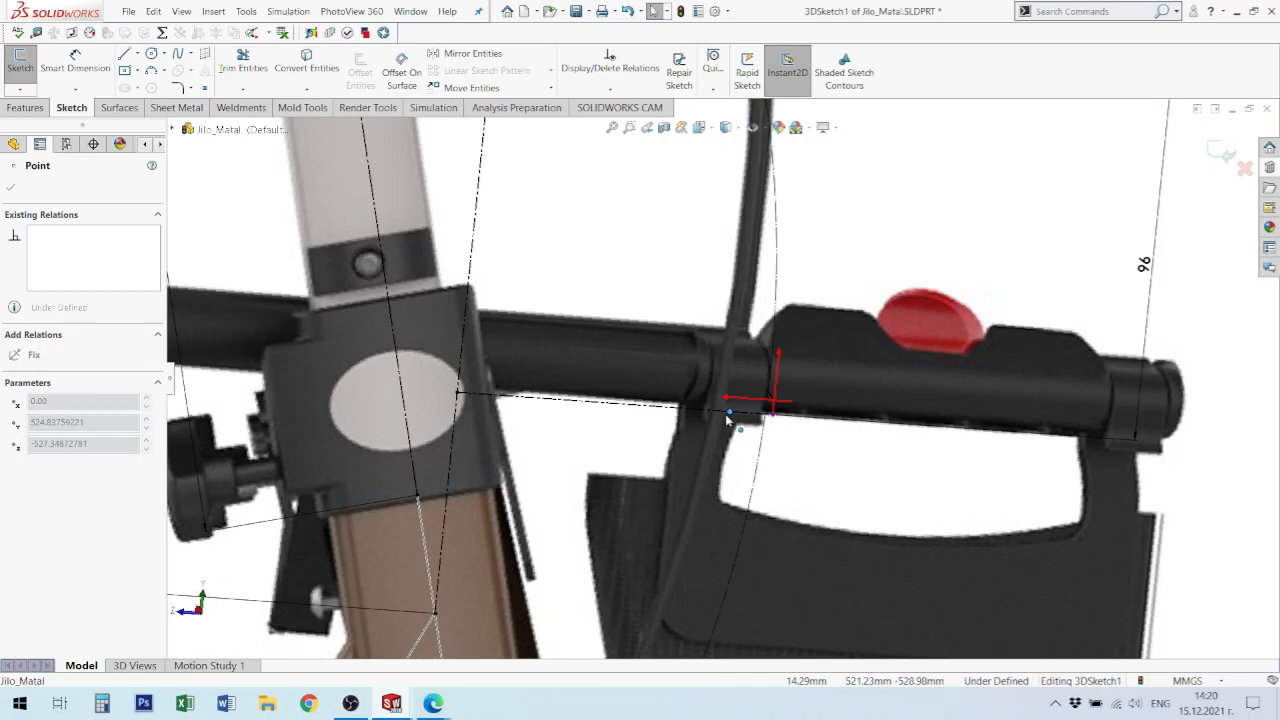 SOLIDWORKS
File Edit View Insert Tools Simulation PhotoView 360 Window Help
3DSketch1 of Jilo_Matal.SLDPRT *
Search Commands
Sketch
Smart Dimension
Trim Entities
Convert Entities
Offset Entities
Offset On Surface
Mirror Entities
Linear Sketch Pattern
Move Entities
Display/Delete Relations
Repair Sketch
Qui...
Rapid Sketch
Instant2D
Shaded Sketch Contours
Features Sketch Surfaces Sheet Metal Weldments Mold Tools Render Tools Simulation Analysis Preparation SOLIDWORKS CAM
Jilo_Matal (Default...
Point
Existing Relations
Under Defined
Add Relations
Fix
Parameters
0.00
524.83759221
-527.34872781
96
Y
Z
Model 3D Views Motion Study 1
Jilo_Matal
14.29mm 521.23mm -528.98mm Under Defined Editing 3DSketch1 MMGS
ENG
14:20
15.12.2021 г.